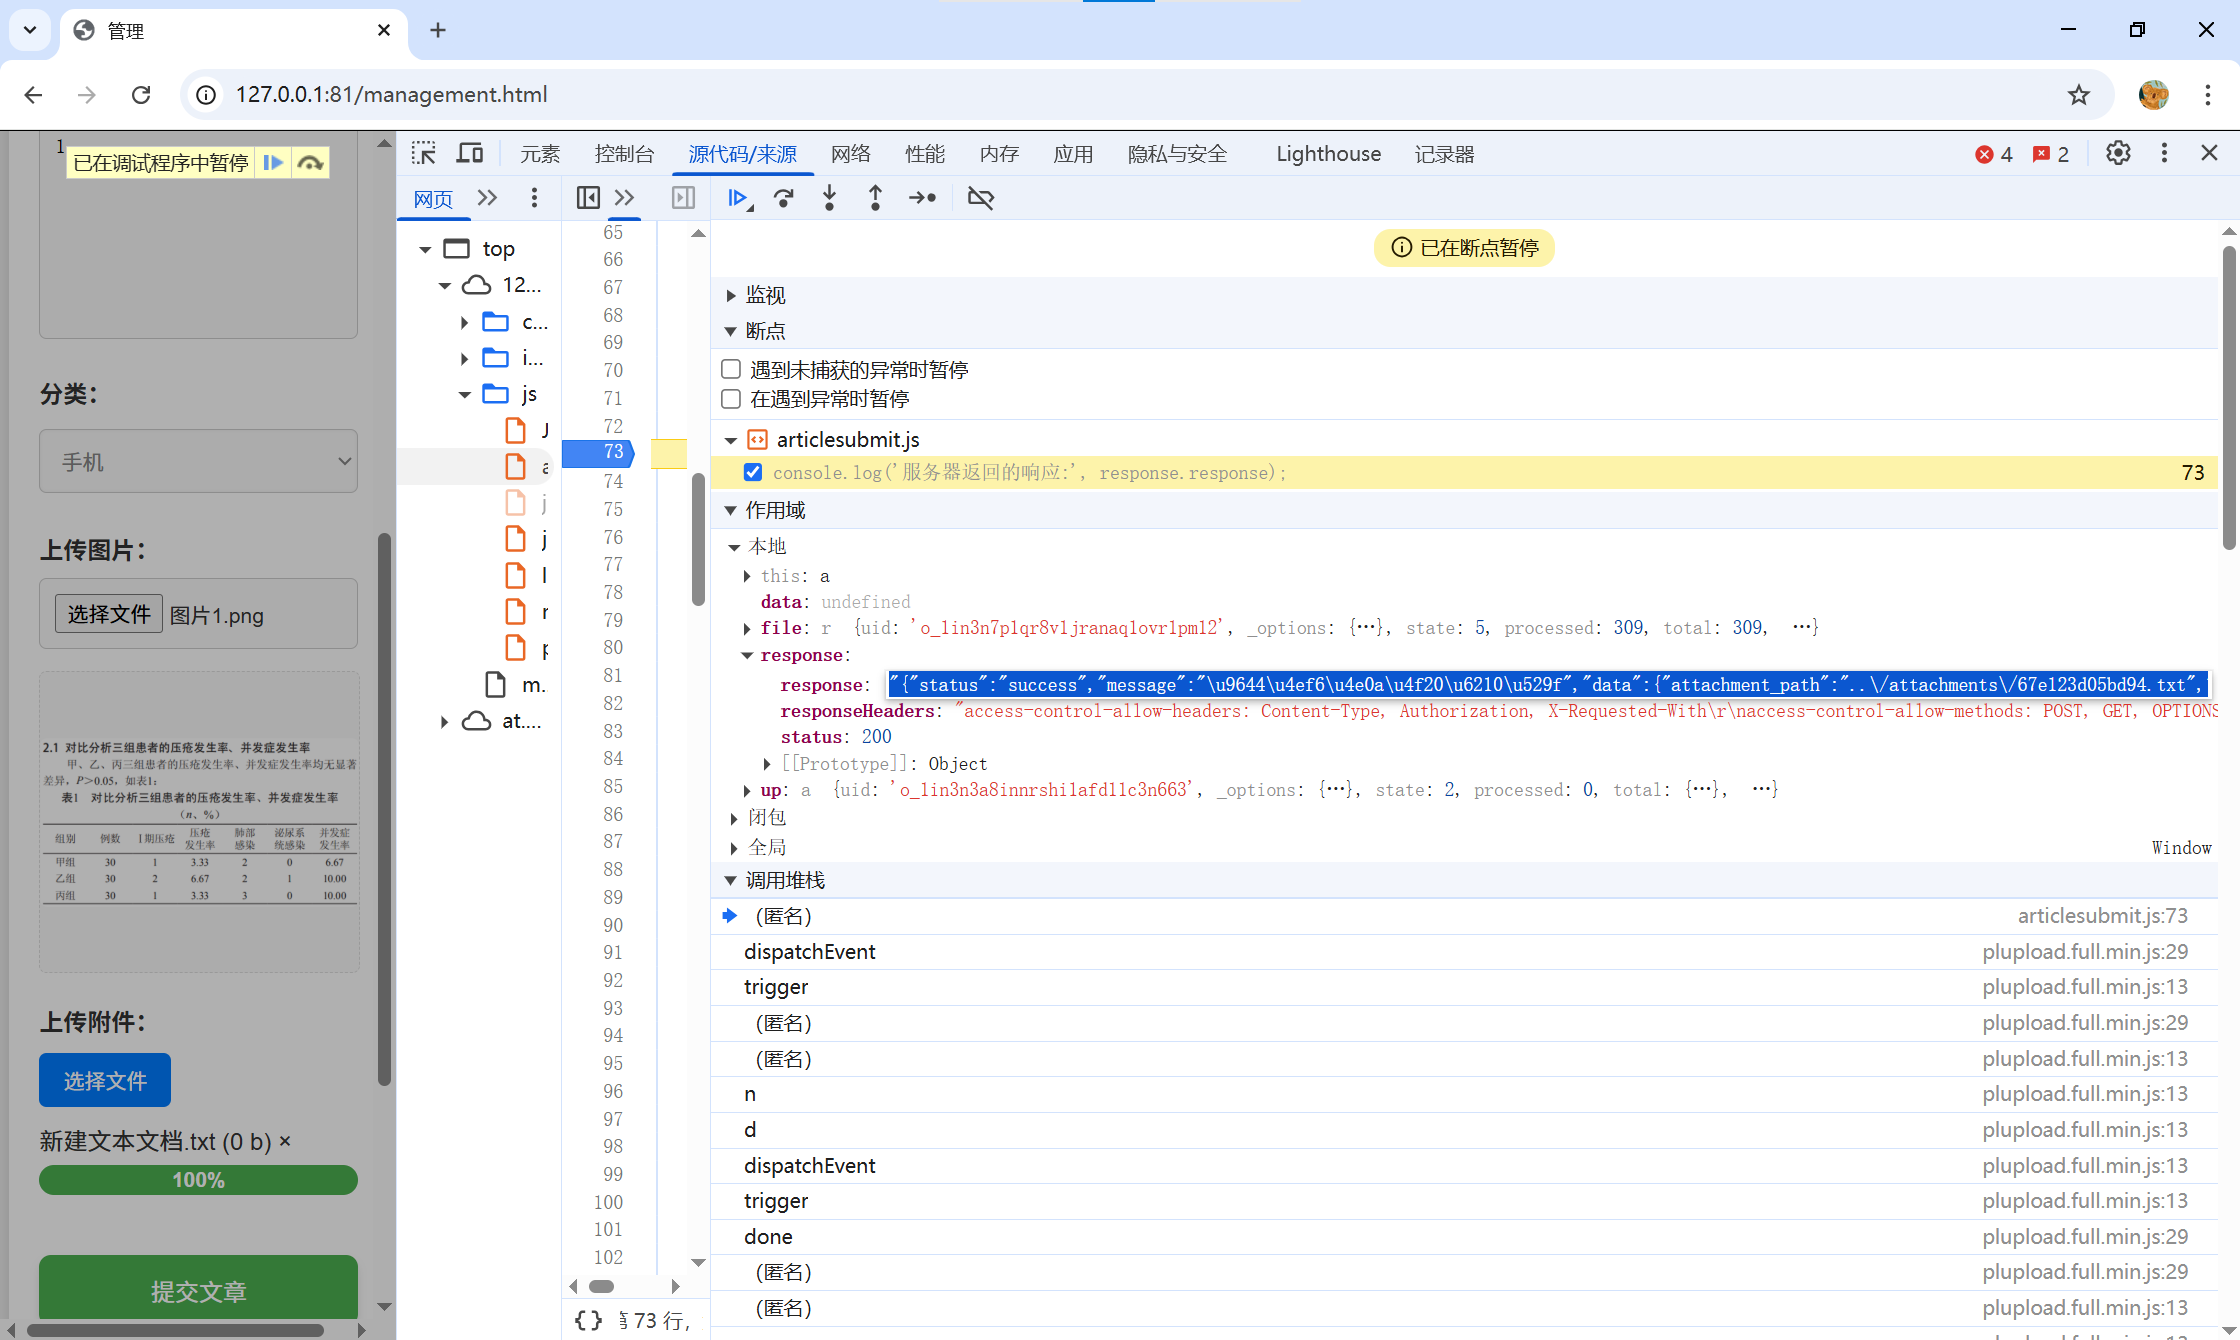 管理
127.0.0.1:81/management.html
1
已在调试程序中暂停
分类：
手机
上传图片：
选择文件 图片1.png
2.1 对比分析三组患者的压疮发生率、并发症发生率
甲、乙、丙三组患者的压疮发生率、并发症发生率均无显著
差异，P＞0.05，如表1：
表1 对比分析三组患者的压疮发生率、并发症发生率
（n、%）
组别 例数 Ⅰ期压疮 压疮发生率 肺部感染 泌尿系统感染 并发症发生率
甲组 30 1 3.33 2 0 6.67
乙组 30 2 6.67 2 1 10.00
丙组 30 1 3.33 3 0 10.00
上传附件：
选择文件
新建文本文档.txt (0 b) ×
100%
提交文章
元素 控制台 源代码/来源 网络 性能 内存 应用 隐私与安全 Lighthouse 记录器 4 2
网页
top
12...
c...
i...
js
J
a
j
j
l
r
p
m.
at....
65
66
67
68
69
70
71
72
73
74
75
76
77
78
79
80
81
82
83
84
85
86
87
88
89
90
91
92
93
94
95
96
97
98
99
100
101
102
{} 第 73 行，
已在断点暂停
监视
断点
遇到未捕获的异常时暂停
在遇到异常时暂停
articlesubmit.js
console.log('服务器返回的响应:', response.response); 73
作用域
本地
this: a
data: undefined
file: r {uid: 'o_1in3n7plqr8v1jranaqlovr1pml2', _options: {…}, state: 5, processed: 309, total: 309, …}
response:
response: "{"status":"success","message":"\u9644\u4ef6\u4e0a\u4f20\u6210\u529f","data":{"attachment_path":"..\/attachments\/67e123d05bd94.txt",
responseHeaders: "access-control-allow-headers: Content-Type, Authorization, X-Requested-With\r\naccess-control-allow-methods: POST, GET, OPTIONS
status: 200
[[Prototype]]: Object
up: a {uid: 'o_1in3n3a8innrshi1afd1lc3n663', _options: {…}, state: 2, processed: 0, total: {…}, …}
闭包
全局 Window
调用堆栈
(匿名) articlesubmit.js:73
dispatchEvent plupload.full.min.js:29
trigger plupload.full.min.js:13
(匿名) plupload.full.min.js:29
(匿名) plupload.full.min.js:13
n plupload.full.min.js:13
d plupload.full.min.js:13
dispatchEvent plupload.full.min.js:13
trigger plupload.full.min.js:13
done plupload.full.min.js:29
(匿名) plupload.full.min.js:29
(匿名) plupload.full.min.js:13